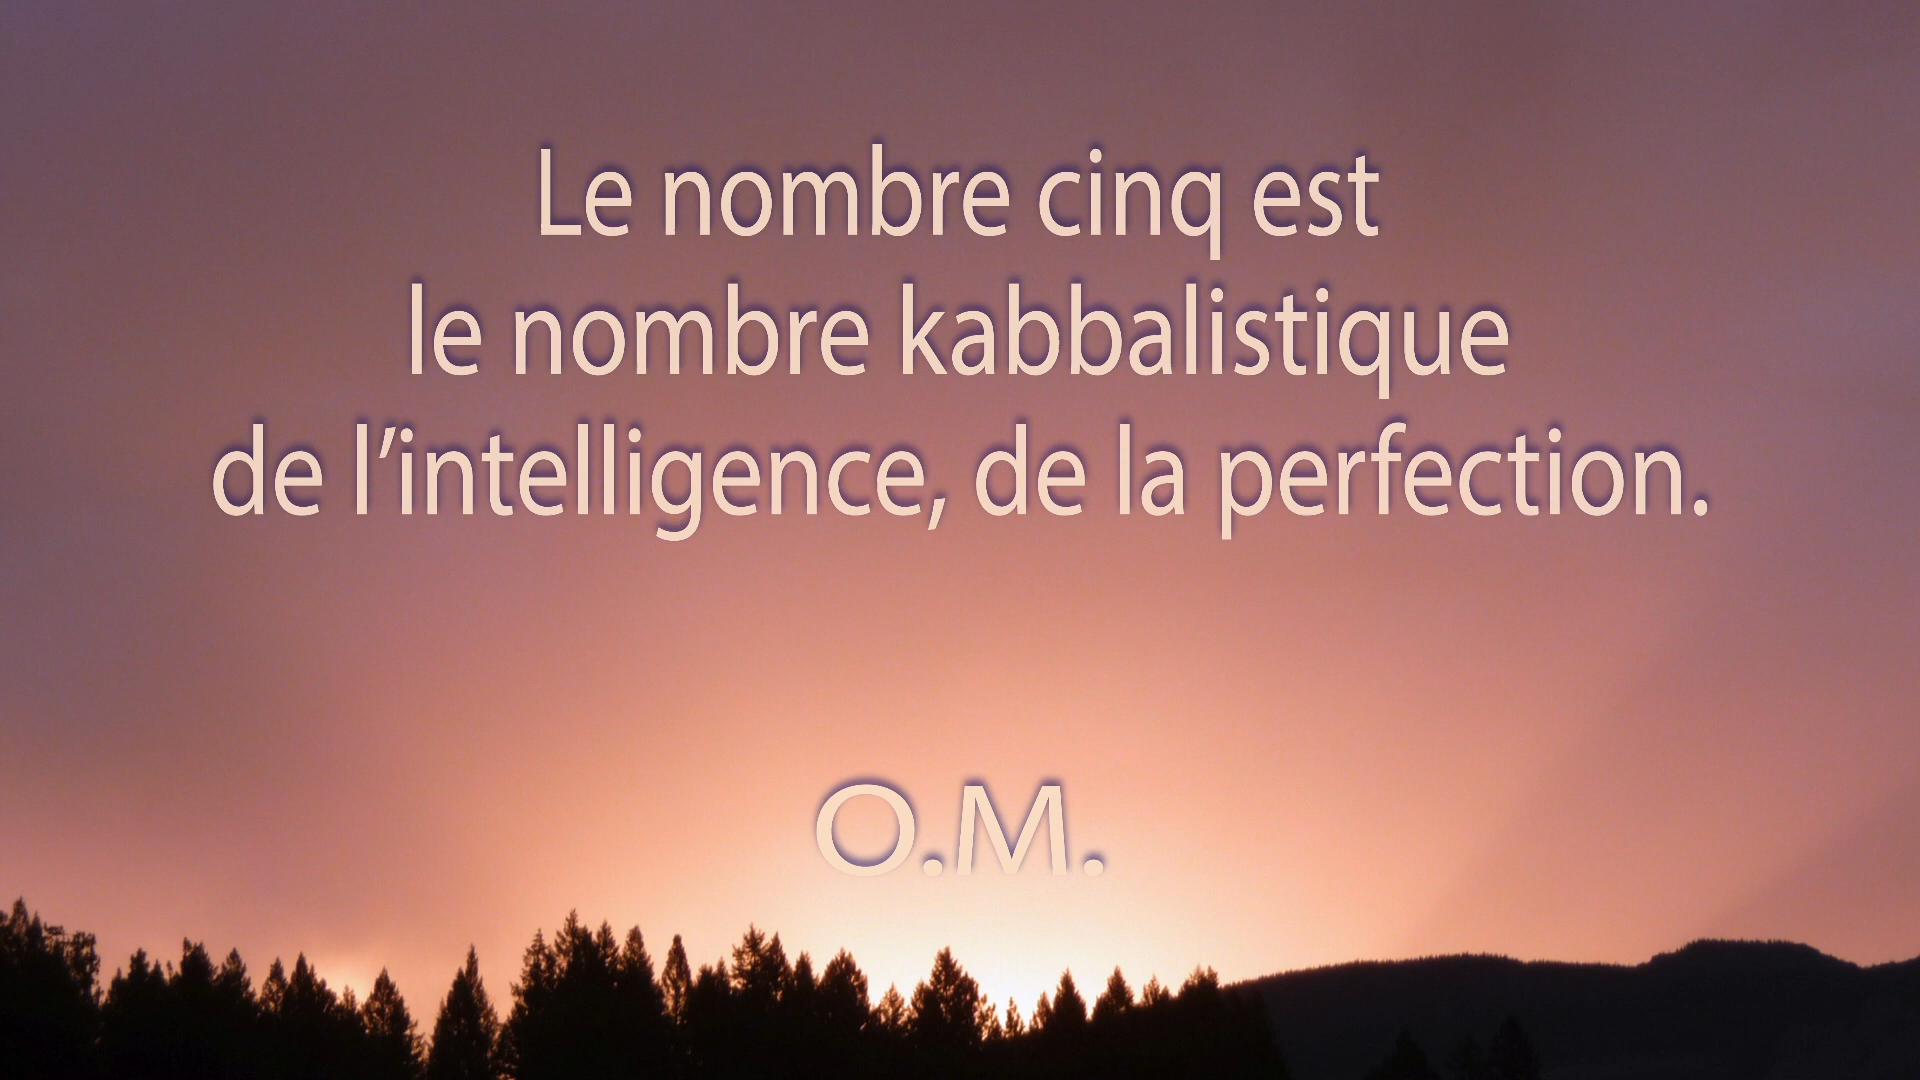 Le nombre cinq est
le nombre kabbalistique
de l’intelligence, de la perfection.
O.M.